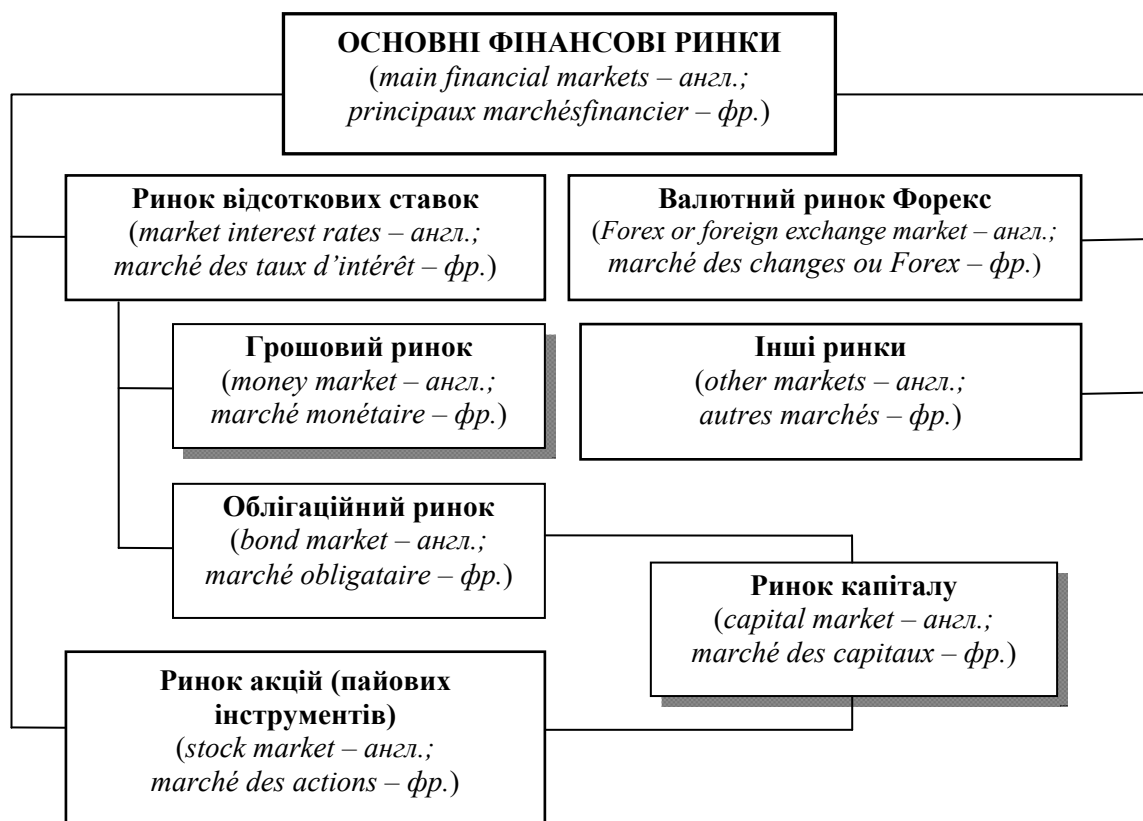 ОСНОВНІ ФІНАНСОВІ РИНКИ
(main financial markets – англ.;
principaux marchésfinancier – фр.)
Ринок відсоткових ставок
(market interest rates – англ.;
marché des taux d’intérêt – фр.)
Валютний ринок Форекс
(Forex or foreign exchange market – англ.;
marché des changes ou Forex – фр.)
Грошовий ринок
(money market – англ.;
marché monétaire – фр.)
Інші ринки
(other markets – англ.;
autres marchés – фр.)
Облігаційний ринок
(bond market – англ.;
marché obligataire – фр.)
Ринок капіталу
(capital market – англ.;
marché des capitaux – фр.)
Ринок акцій (пайових
інструментів)
(stock market – англ.;
marché des actions – фр.)